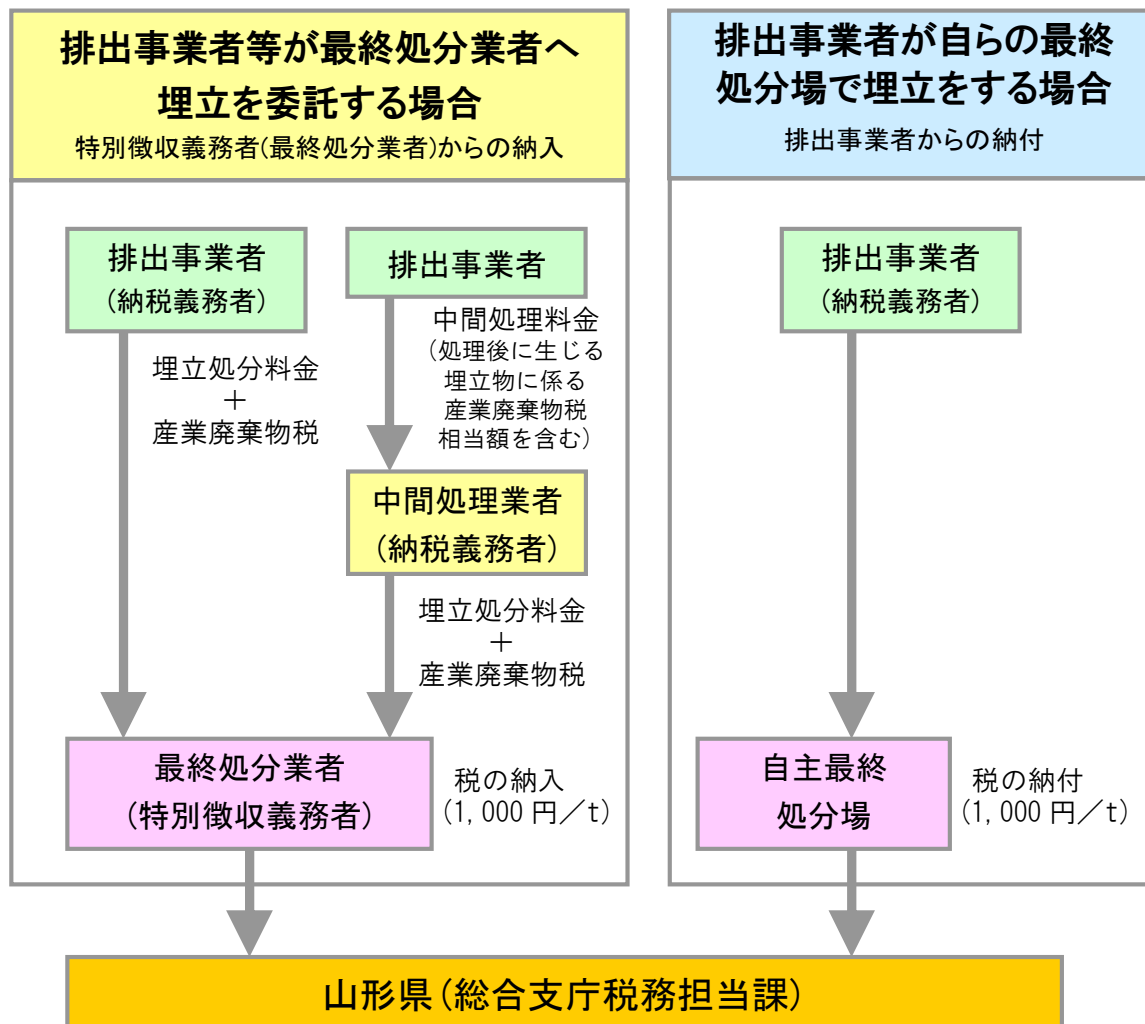 排出事業者等が最終処分業者へ
埋立を委託する場合
特別徴収義務者(最終処分業者)からの納入
排出事業者
(納税義務者)
埋立処分料金
＋
産業廃棄物税
排出事業者
中間処理料金
(処理後に生じる
埋立物に係る
産業廃棄物税
相当額を含む)
中間処理業者
(納税義務者)
埋立処分料金
＋
産業廃棄物税
最終処分業者
(特別徴収義務者)
税の納入
(1,000円／t)
排出事業者が自らの最終
処分場で埋立をする場合
排出事業者からの納付
排出事業者
(納税義務者)
自主最終
処分場
税の納付
(1,000円／t)
山形県(総合支庁税務担当課)